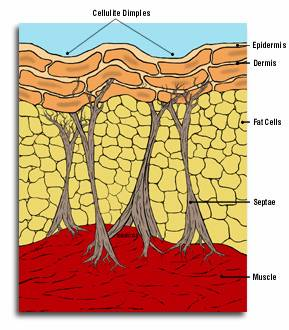 Cellulite Dimples
Epidermis
Dermis
Fat Cells
Septae
Muscle